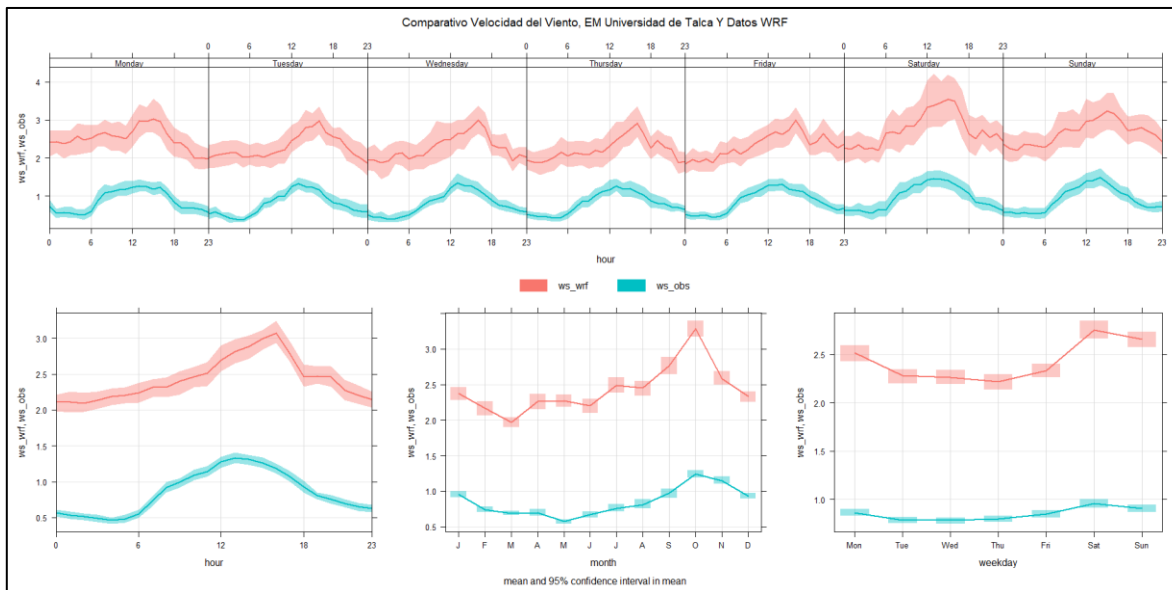 Comparativo Velocidad del Viento, EM Universidad de Talca Y Datos WRF
0 6 12 18 23 0 6 12 18 23 0 6 12 18 23
Monday Tuesday Wednesday Thursday Friday Saturday Sunday
ws_wrf, ws_obs
4
3
2
1
0 6 12 18 23 0 6 12 18 23 0 6 12 18 23 0 6 12 18 23
hour
ws_wrf ws_obs
ws_wrf, ws_obs
3.0
2.5
2.0
1.5
1.0
0.5
0 6 12 18 23
hour
ws_wrf, ws_obs
3.0
2.5
2.0
1.5
1.0
0.5
J F M A M J J A S O N D
month
mean and 95% confidence interval in mean
ws_wrf, ws_obs
2.5
2.0
1.5
1.0
Mon Tue Wed Thu Fri Sat Sun
weekday